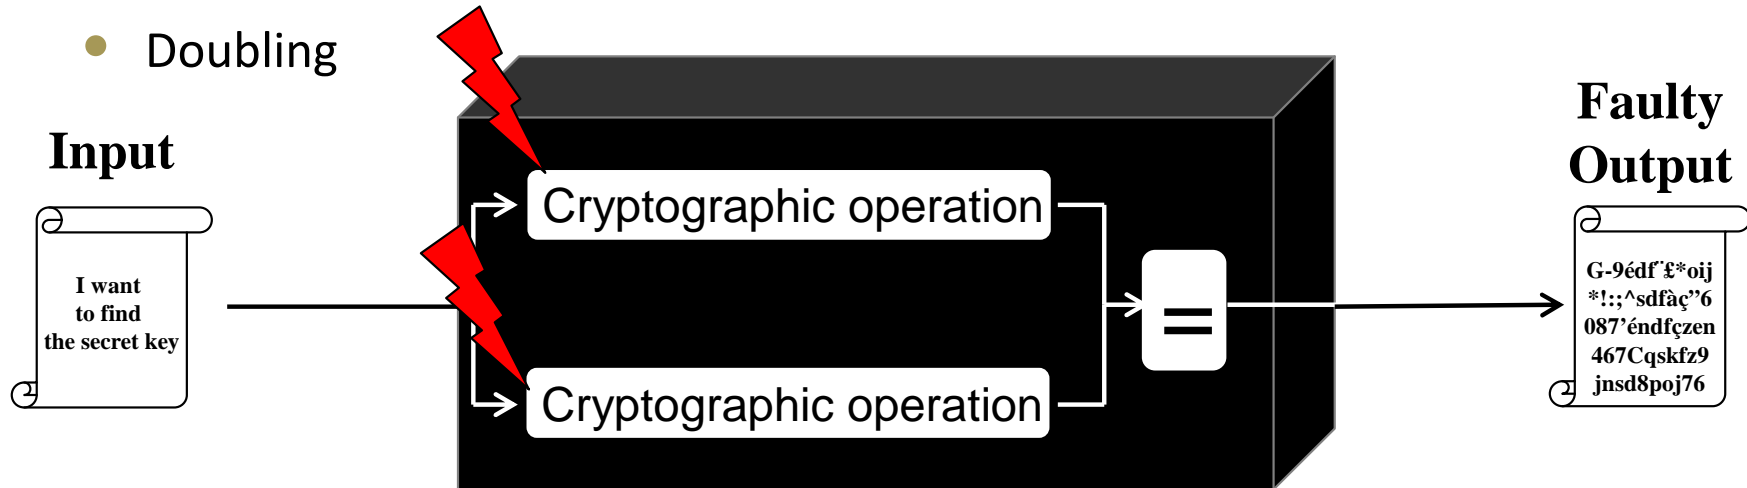 Doubling
Input
I want
to find
the secret key
Cryptographic operation
Cryptographic operation
=
Faulty
Output
G-9édf¨£*oij
*!:;^sdfàç”6
087’éndfçzen
467Cqskfz9
jnsd8poj76